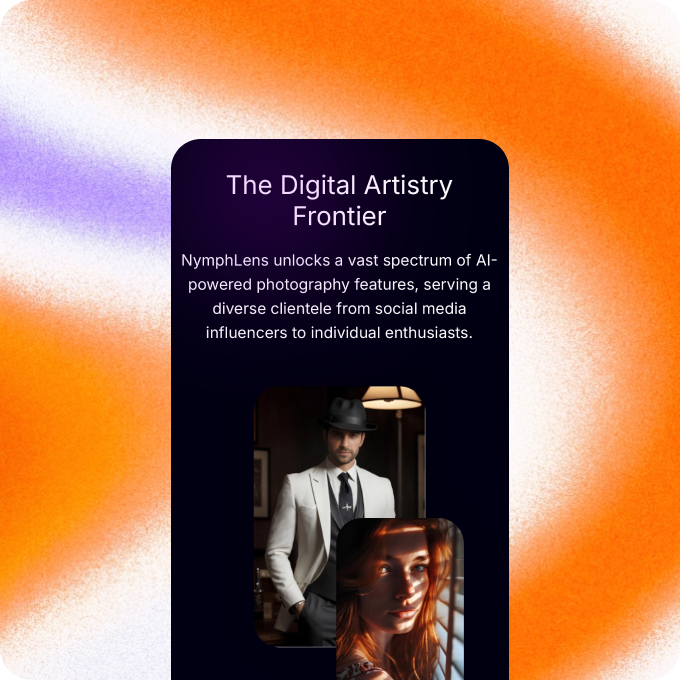 The Digital Artistry
Frontier
NymphLens unlocks a vast spectrum of AI-
powered photography features, serving a
diverse clientele from social media
influencers to individual enthusiasts.